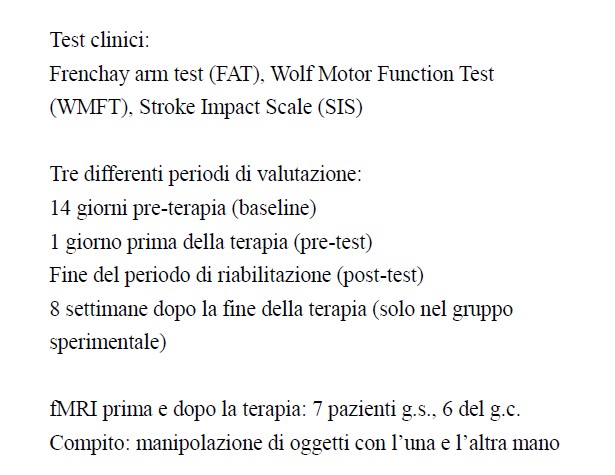 Test clinici:
Frenchay arm test (FAT), Wolf Motor Function Test
(WMFT), Stroke Impact Scale (SIS)
Tre differenti periodi di valutazione:
14 giorni pre-terapia (baseline)
1 giorno prima della terapia (pre-test)
Fine del periodo di riabilitazione (post-test)
8 settimane dopo la fine della terapia (solo nel gruppo
sperimentale)
fMRI prima e dopo la terapia: 7 pazienti g.s., 6 del g.c.
Compito: manipolazione di oggetti con l’una e l’altra mano